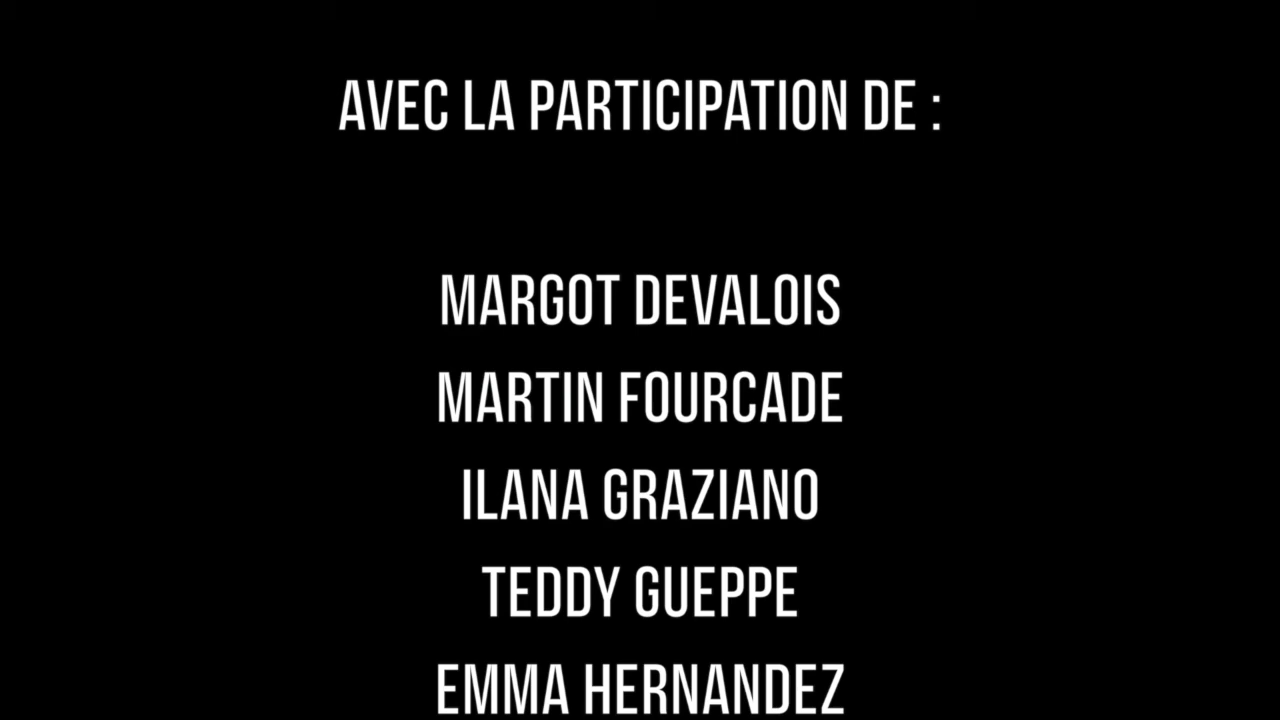 AVEC LA PARTICIPATION DE :
MARGOT DEVALOIS
MARTIN FOURCADE
ILANA GRAZIANO
TEDDY GUEPPE
EMMA HERNANDEZ